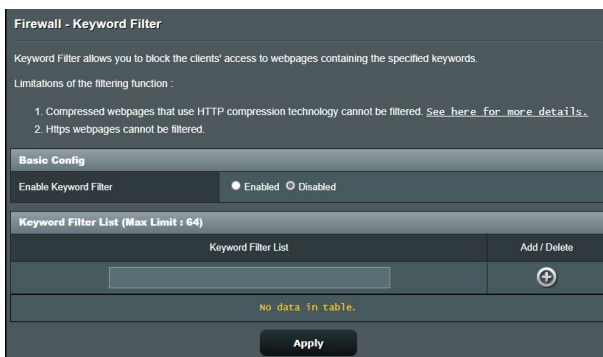 Firewall - Keyword Filter
Keyword Filter allows you to block the clients' access to webpages containing the specified keywords.
Limitations of the filtering function :
1. Compressed webpages that use HTTP compression technology cannot be filtered. See here for more details.
2. Https webpages cannot be filtered.
Basic Config
Enable Keyword Filter Enabled Disabled
Keyword Filter List (Max Limit : 64)
Keyword Filter List Add / Delete
No data in table.
Apply